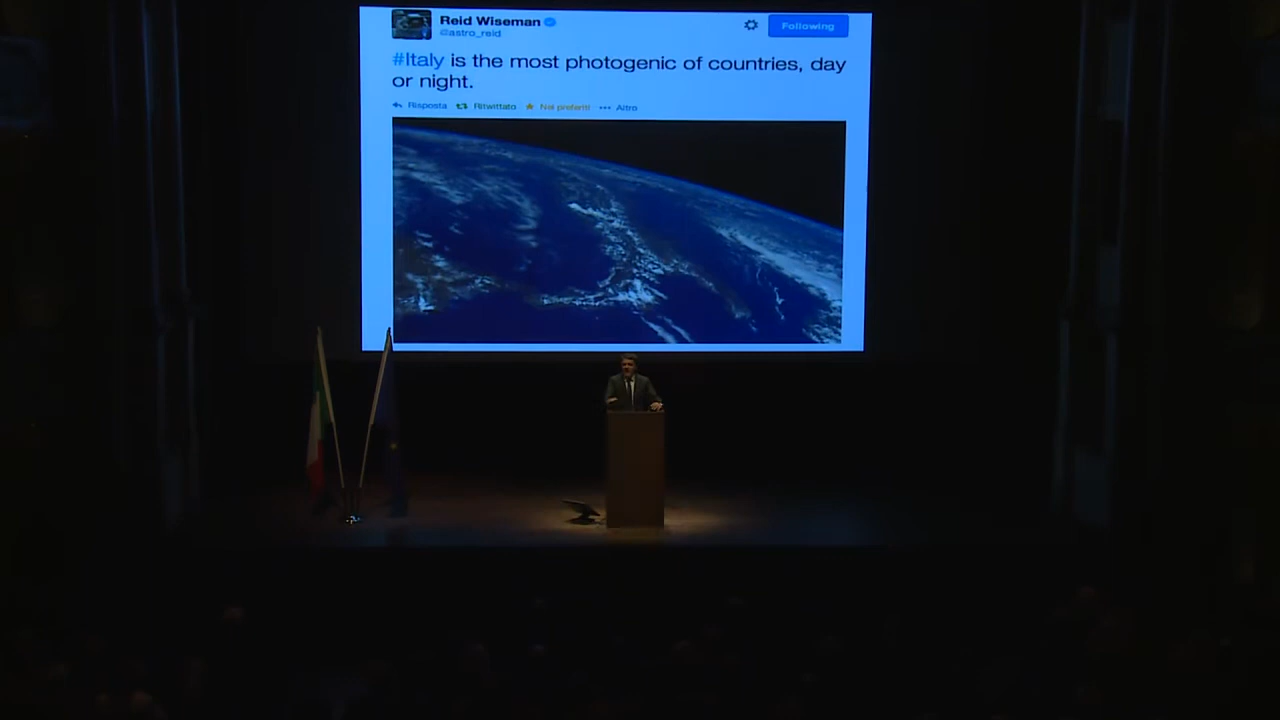 Reid Wiseman
@astro_reid
Following
#Italy is the most photogenic of countries, day
or night.
Risposta Ritwittato Nei preferiti Altro